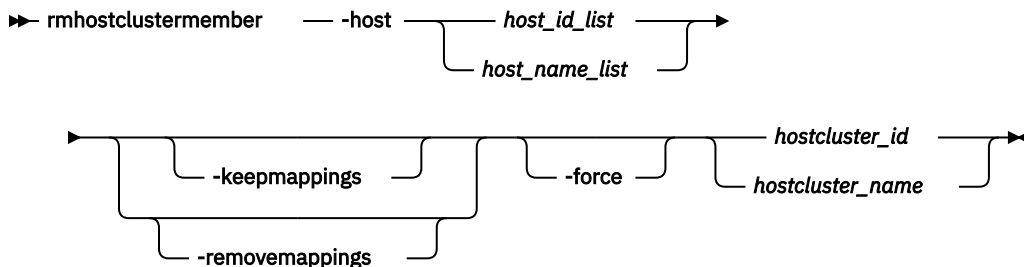 rmhostclustermember -host host_id_list
host_name_list
hostcluster_id
-keepmappings -force hostcluster_name
-removemappings